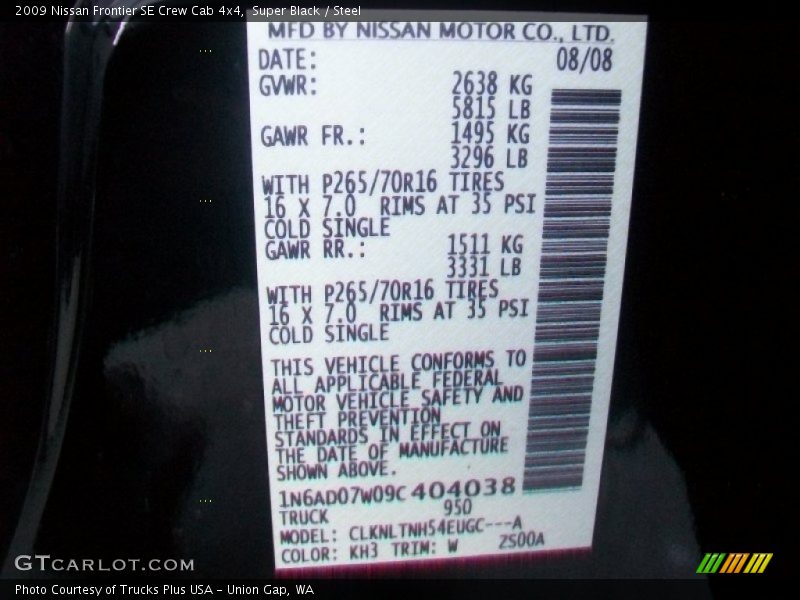 2009 Nissan Frontier SE Crew Cab 4x4, Super Black / Steel
MFD BY NISSAN MOTOR CO., LTD.
DATE: 08/08
GVWR: 2638 KG
5815 LB
GAWR FR.: 1495 KG
3296 LB
WITH P265/70R16 TIRES
16 X 7.0 RIMS AT 35 PSI
COLD SINGLE
GAWR RR.: 1511 KG
3331 LB
WITH P265/70R16 TIRES
16 X 7.0 RIMS AT 35 PSI
COLD SINGLE
THIS VEHICLE CONFORMS TO
ALL APPLICABLE FEDERAL
MOTOR VEHICLE SAFETY AND
THEFT PREVENTION
STANDARDS IN EFFECT ON
THE DATE OF MANUFACTURE
SHOWN ABOVE.
1N6AD07W09C404038
TRUCK 950
MODEL: CLKNLTNH54EUGC---A
COLOR: KH3 TRIM: W ZS00A
GTCARLOT.COM
Photo Courtesy of Trucks Plus USA - Union Gap, WA